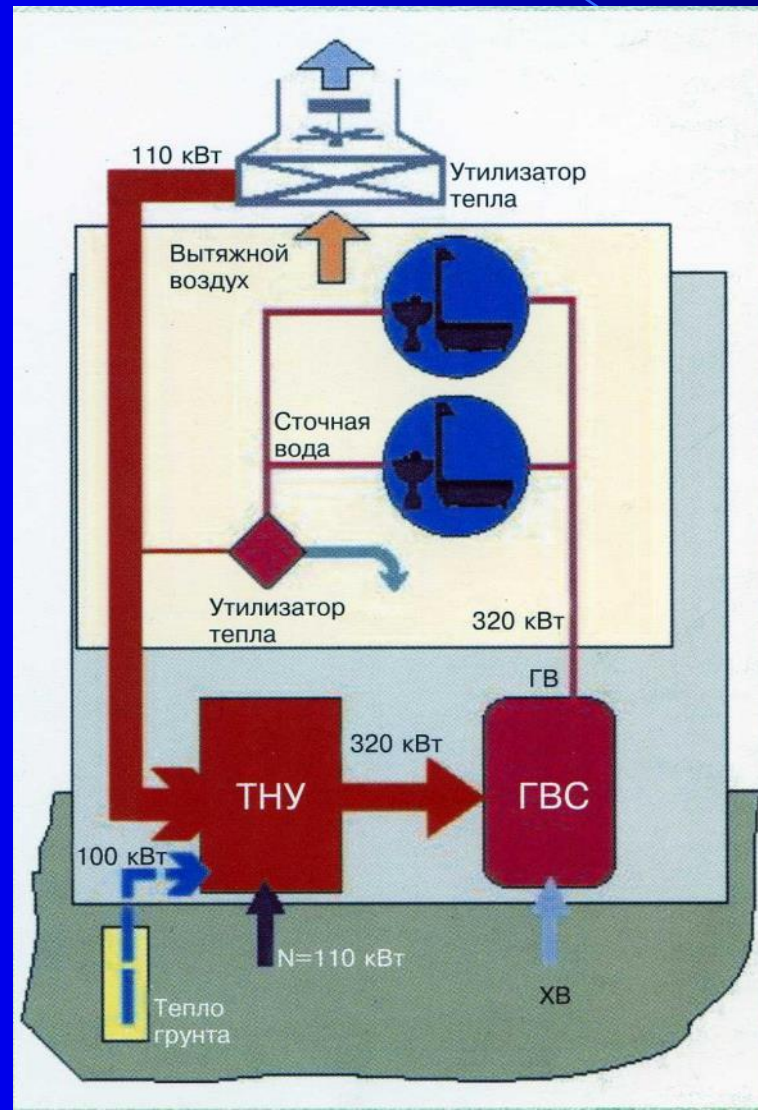 110 кВт
Утилизатор
тепла
Вытяжной
воздух
Сточная
вода
Утилизатор
тепла
320 кВт
ГВ
320 кВт
ТНУ
ГВС
100 кВт
N=110 кВт
ХВ
Тепло
грунта